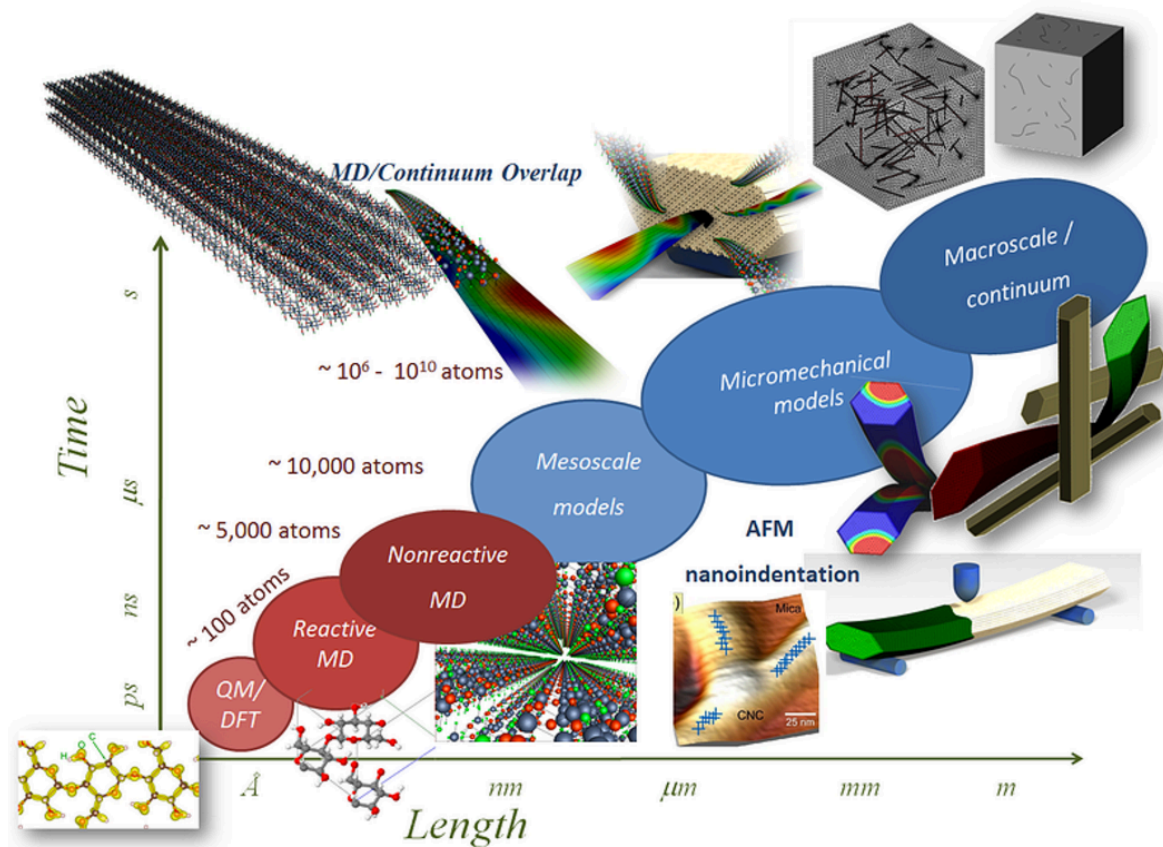 MD/Continuum Overlap
Macroscale /
continuum
s
~ 10⁶ - 10¹⁰ atoms
Micromechanical
models
Time
~ 10,000 atoms
Mesoscale
models
μs
~ 5,000 atoms
AFM
nanoindentation
Nonreactive
MD
ns
~ 100 atoms
Reactive
MD
)
Mica
CNC
25 nm
QM/
DFT
ps
C
O
H
Å
nm
μm
mm
m
Length